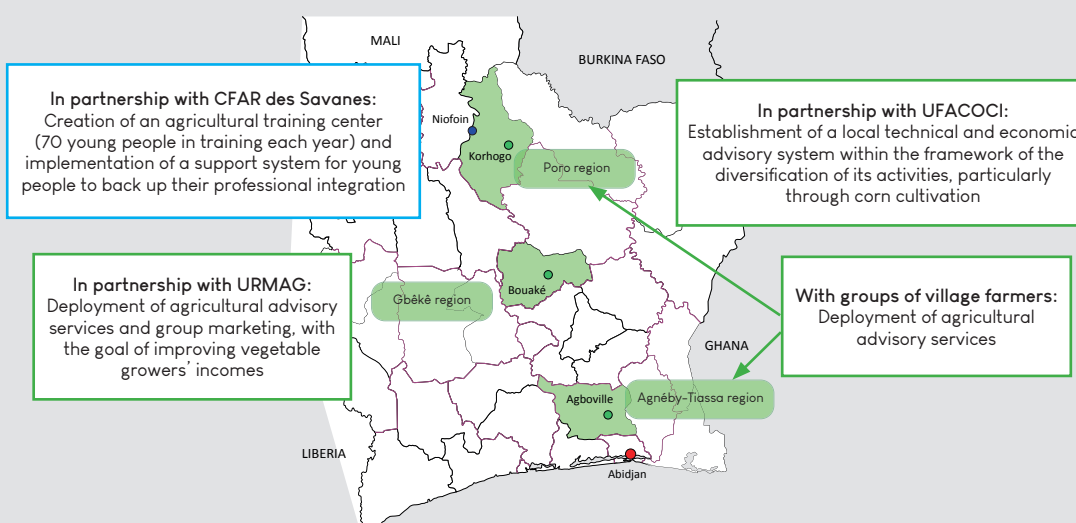 MALI
BURKINA FASO
In partnership with CFAR des Savanes:
Creation of an agricultural training center
(70 young people in training each year) and
implementation of a support system for young
people to back up their professional integration
Niofoin
Korhogo
Poro region
In partnership with UFACOCI:
Establishment of a local technical and economic
advisory system within the framework of the
diversification of its activities, particularly
through corn cultivation
In partnership with URMAG:
Deployment of agricultural advisory
services and group marketing, with
the goal of improving vegetable
growers' incomes
Gbêkê region
Bouaké
With groups of village farmers:
Deployment of agricultural
advisory services
GHANA
Agboville
Agnéby-Tiassa region
LIBERIA
Abidjan